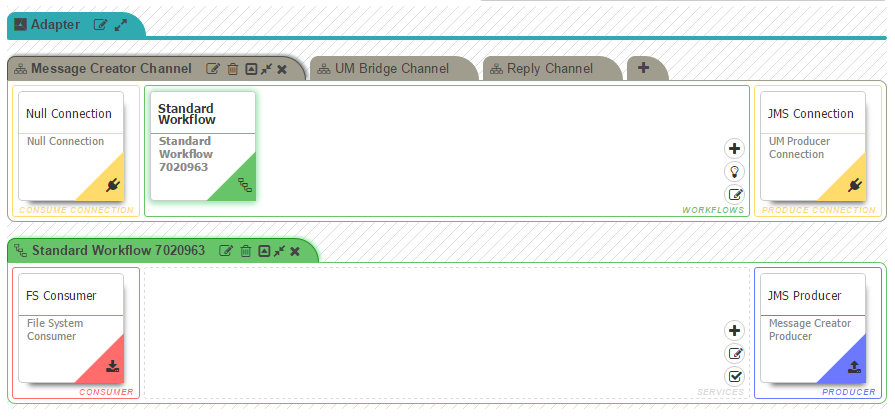 Adapter
Message Creator Channel
UM Bridge Channel
Reply Channel
Null Connection
Null Connection
CONSUME CONNECTION
Standard
Workflow
Standard
Workflow
7020963
WORKFLOWS
JMS Connection
UM Producer
Connection
PRODUCE CONNECTION
Standard Workflow 7020963
FS Consumer
File System
Consumer
CONSUMER
SERVICES
JMS Producer
Message Creator
Producer
PRODUCER